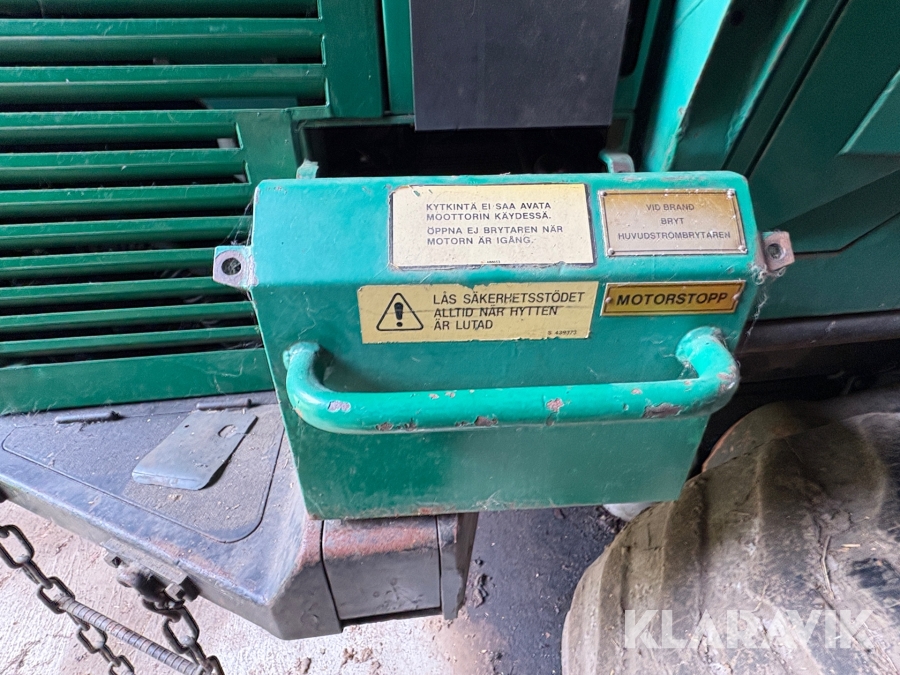 KYTKINTÄ EI SAA AVATA
MOOTTORIN KÄYDESSÄ.
ÖPPNA EJ BRYTAREN NÄR
MOTORN ÄR IGÅNG.
VID BRAND
BRYT
HUVUDSTRÖMBRYTAREN
LÅS SÄKERHETSSTÖDET
ALLTID NÄR HYTTEN
ÄR LUTAD
MOTORSTOPP
KLARAVIK